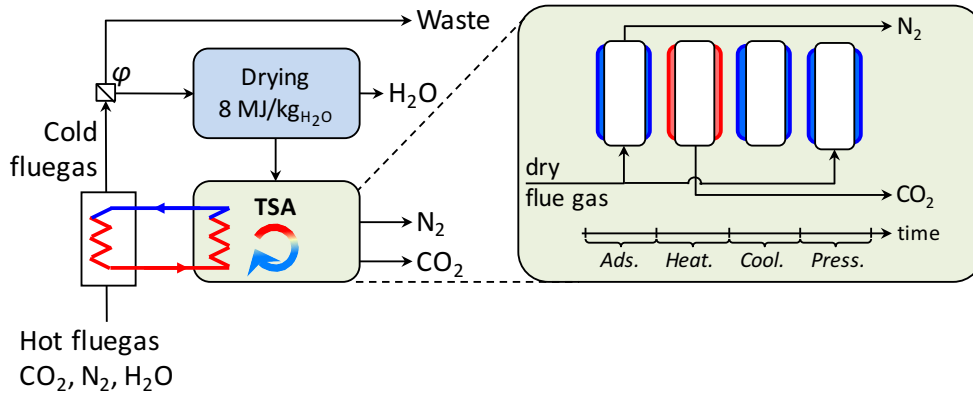 Waste
φ
Drying
8 MJ/kgH₂O
H₂O
Cold
fluegas
TSA
N₂
CO₂
Hot fluegas
CO₂, N₂, H₂O
N₂
dry
flue gas
CO₂
time
Ads. Heat. Cool. Press.